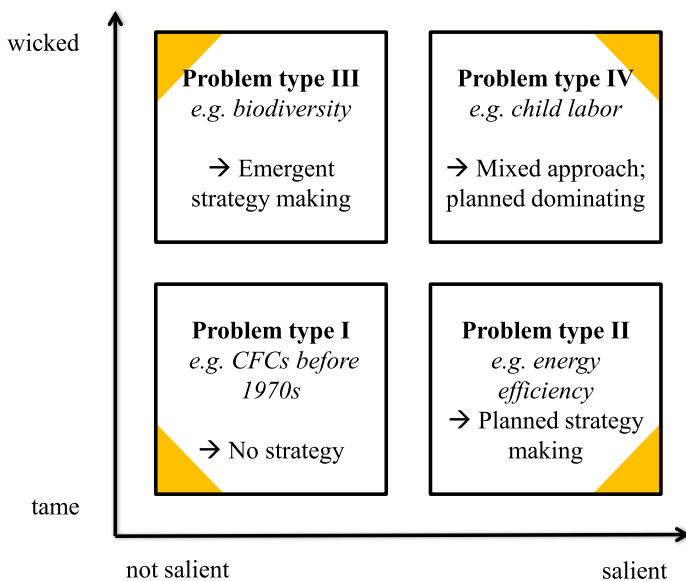 wicked
Problem type III
e.g. biodiversity
→ Emergent
strategy making
Problem type IV
e.g. child labor
→ Mixed approach;
planned dominating
Problem type I
e.g. CFCs before
1970s
→ No strategy
Problem type II
e.g. energy
efficiency
→ Planned strategy
making
tame
not salient
salient